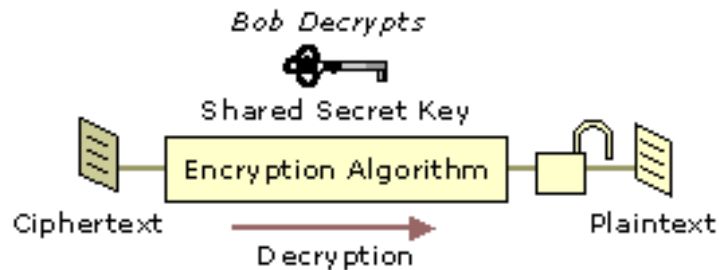 Bob Decrypts
Shared Secret Key
Encryption Algorithm
Ciphertext
Plaintext
Decryption